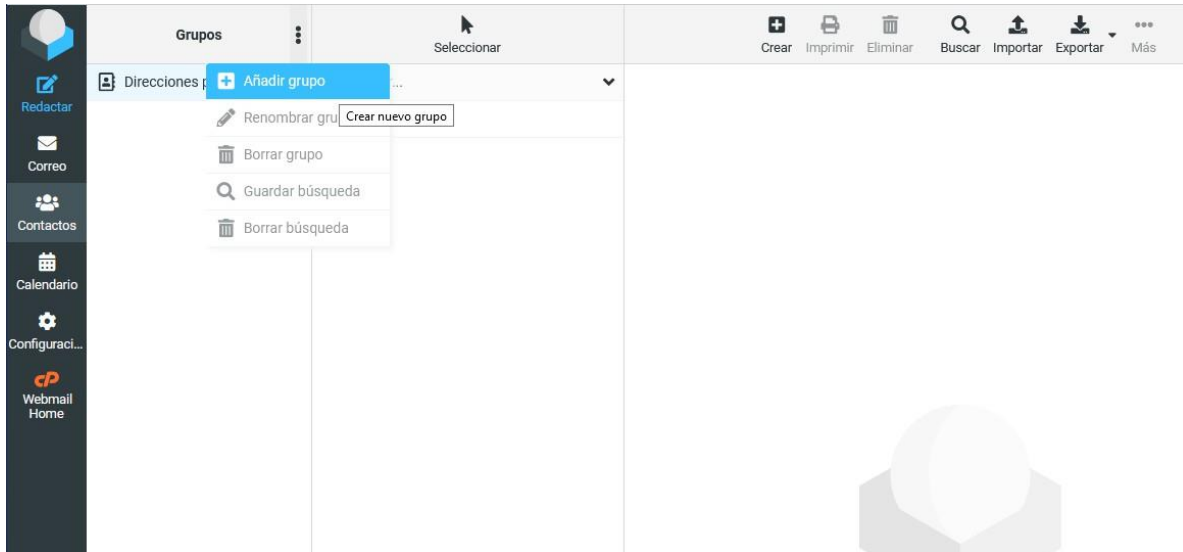 Redactar
Correo
Contactos
Calendario
Configuraci...
cP
Webmail
Home
Grupos
Direcciones
Añadir grupo
Crear nuevo grupo
Renombrar
Borrar grupo
Guardar búsqueda
Borrar búsqueda
Seleccionar
...
Crear
Imprimir
Eliminar
Buscar
Importar
Exportar
Más